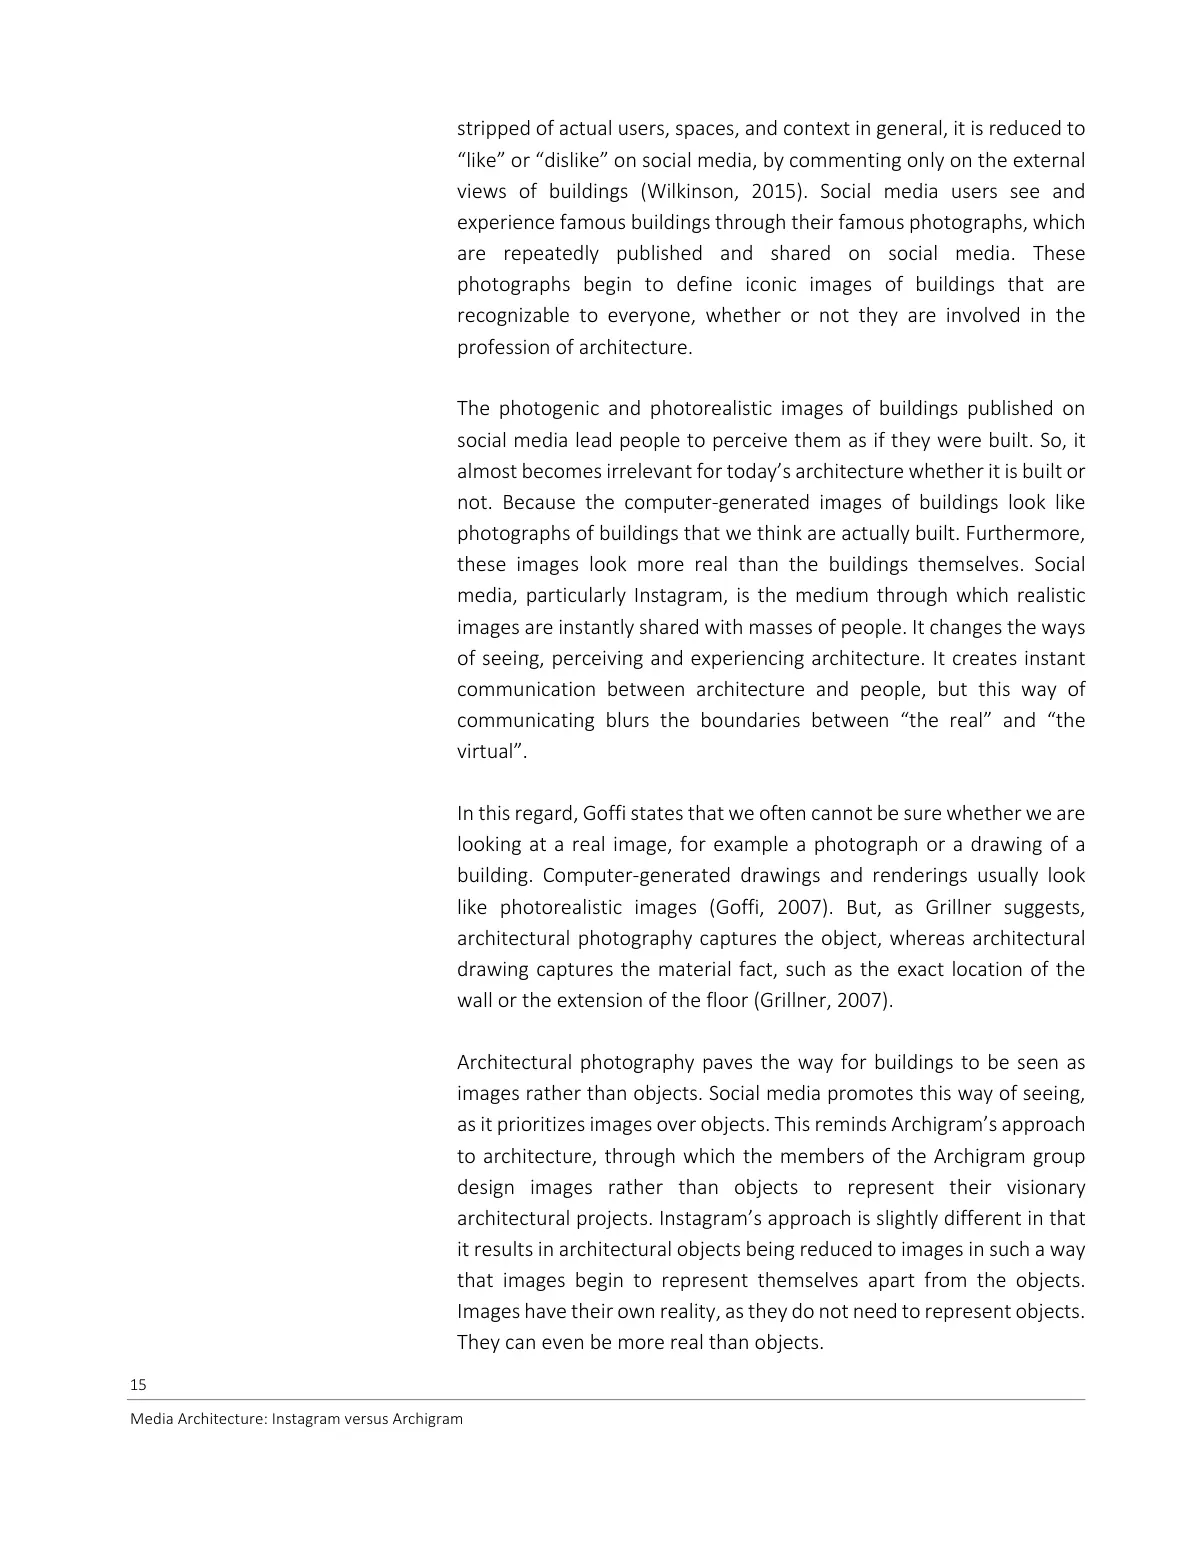 stripped of actual users, spaces, and context in general, it is reduced to
“like” or “dislike” on social media, by commenting only on the external
views of buildings (Wilkinson, 2015). Social media users see and
experience famous buildings through their famous photographs, which
are repeatedly published and shared on social media. These
photographs begin to define iconic images of buildings that are
recognizable to everyone, whether or not they are involved in the
profession of architecture.
The photogenic and photorealistic images of buildings published on
social media lead people to perceive them as if they were built. So, it
almost becomes irrelevant for today’s architecture whether it is built or
not. Because the computer-generated images of buildings look like
photographs of buildings that we think are actually built. Furthermore,
these images look more real than the buildings themselves. Social
media, particularly Instagram, is the medium through which realistic
images are instantly shared with masses of people. It changes the ways
of seeing, perceiving and experiencing architecture. It creates instant
communication between architecture and people, but this way of
communicating blurs the boundaries between “the real” and “the
virtual”.
In this regard, Goffi states that we often cannot be sure whether we are
looking at a real image, for example a photograph or a drawing of a
building. Computer-generated drawings and renderings usually look
like photorealistic images (Goffi, 2007). But, as Grillner suggests,
architectural photography captures the object, whereas architectural
drawing captures the material fact, such as the exact location of the
wall or the extension of the floor (Grillner, 2007).
Architectural photography paves the way for buildings to be seen as
images rather than objects. Social media promotes this way of seeing,
as it prioritizes images over objects. This reminds Archigram’s approach
to architecture, through which the members of the Archigram group
design images rather than objects to represent their visionary
architectural projects. Instagram’s approach is slightly different in that
it results in architectural objects being reduced to images in such a way
that images begin to represent themselves apart from the objects.
Images have their own reality, as they do not need to represent objects.
They can even be more real than objects.
15
Media Architecture: Instagram versus Archigram